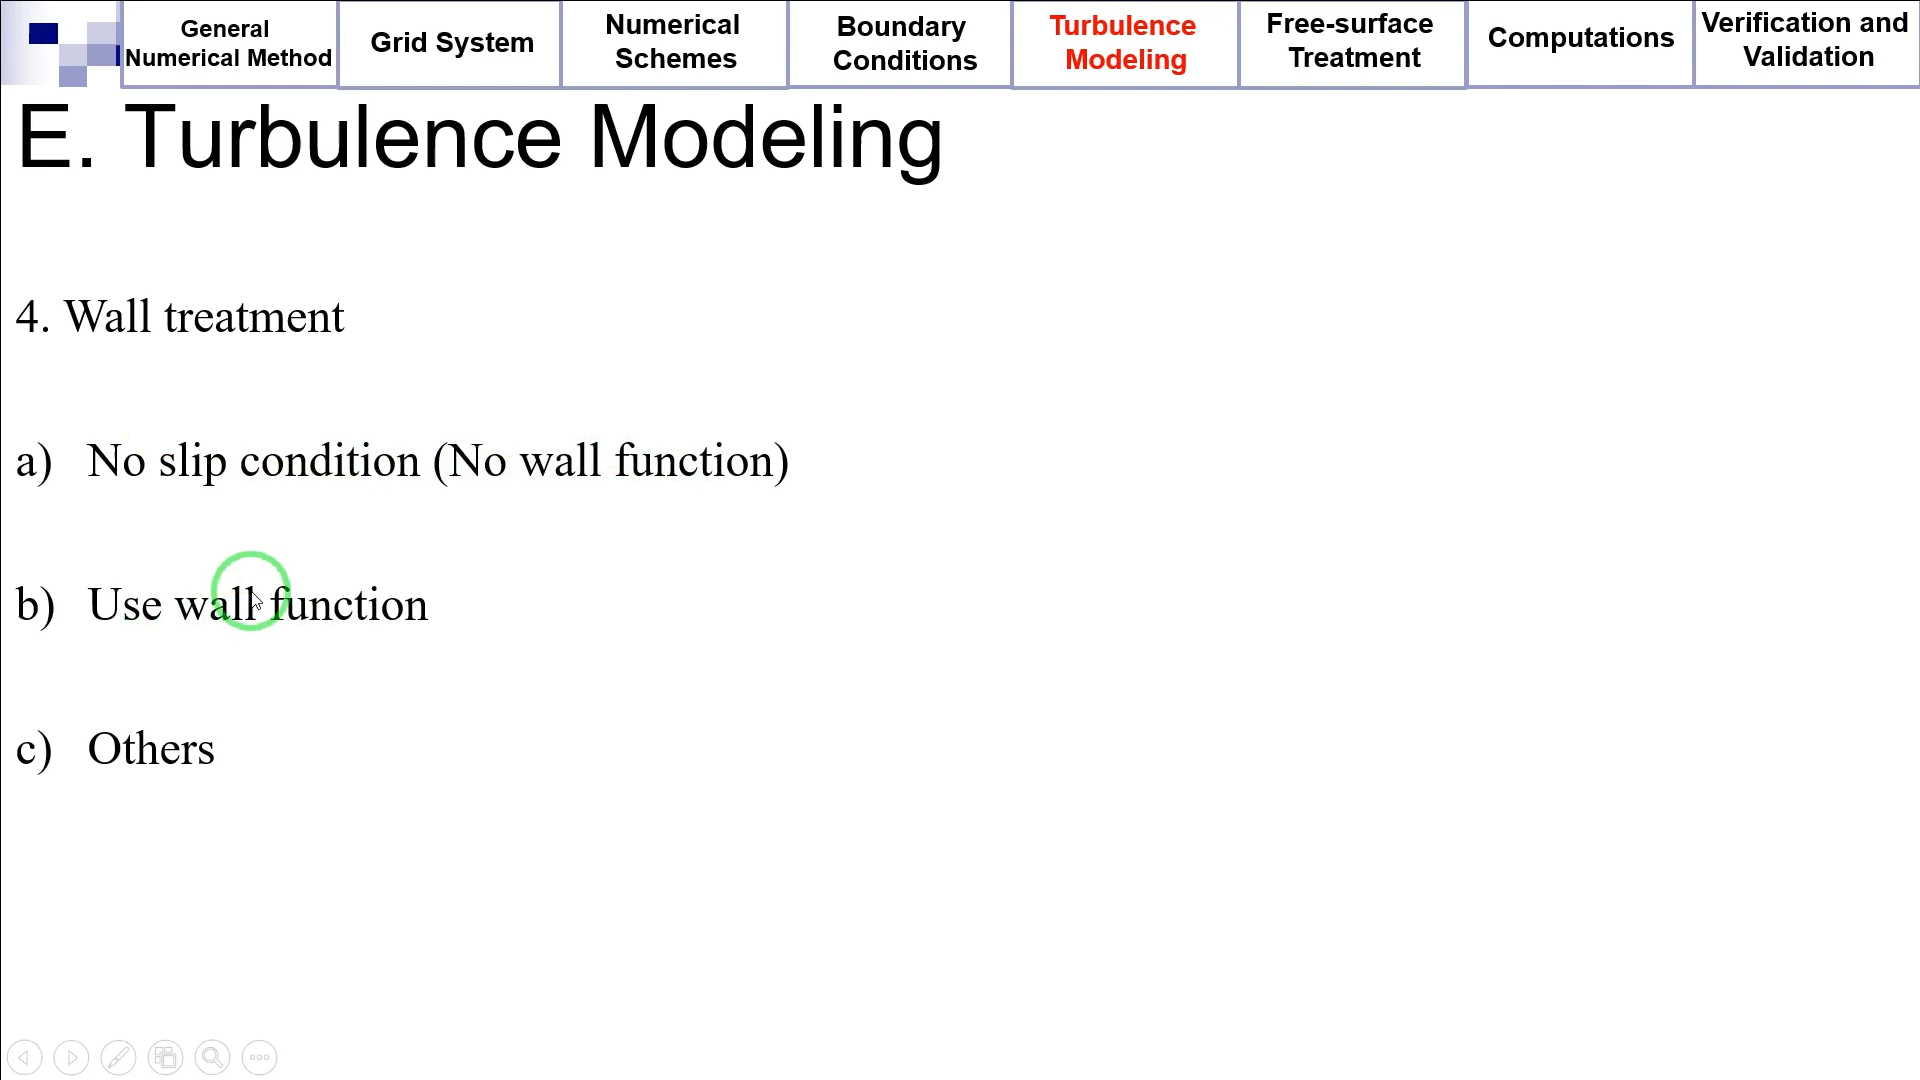 General
Numerical Method
Grid System
Numerical
Schemes
Boundary
Conditions
Turbulence
Modeling
Free-surface
Treatment
Computations
Verification and
Validation
E. Turbulence Modeling
4. Wall treatment
a) No slip condition (No wall function)
b) Use wall function
c) Others